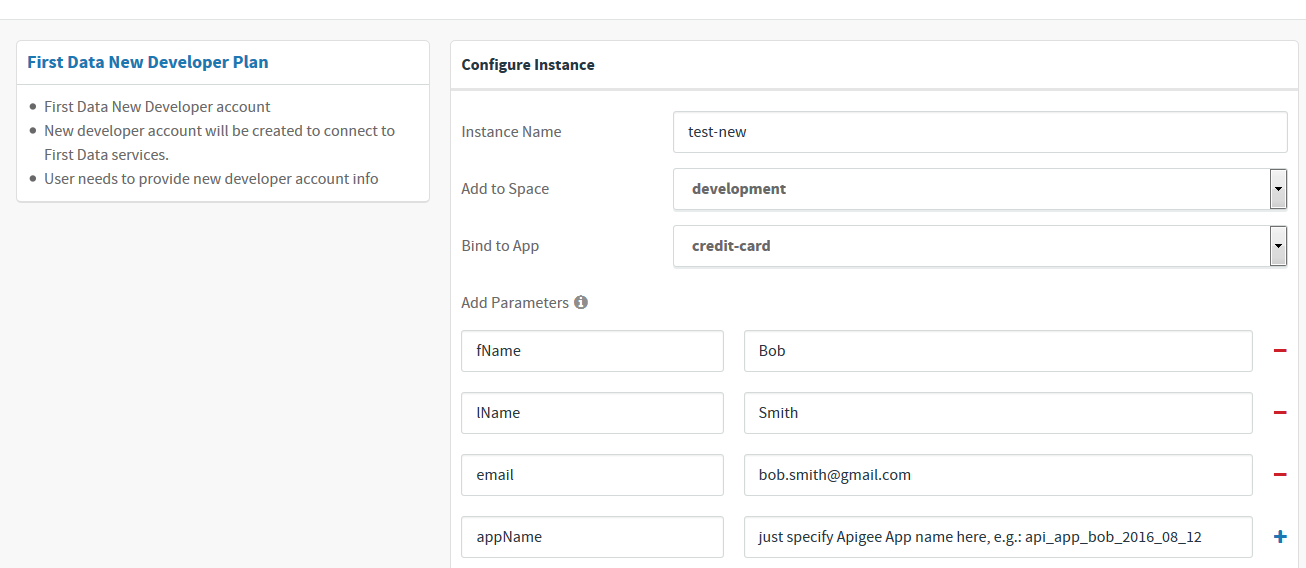 First Data New Developer Plan
First Data New Developer account
New developer account will be created to connect to
First Data services.
User needs to provide new developer account info
Configure Instance
Instance Name
test-new
Add to Space
development
Bind to App
credit-card
Add Parameters
fName
Bob
lName
Smith
email
bob.smith@gmail.com
appName
just specify Apigee App name here, e.g.: api_app_bob_2016_08_12